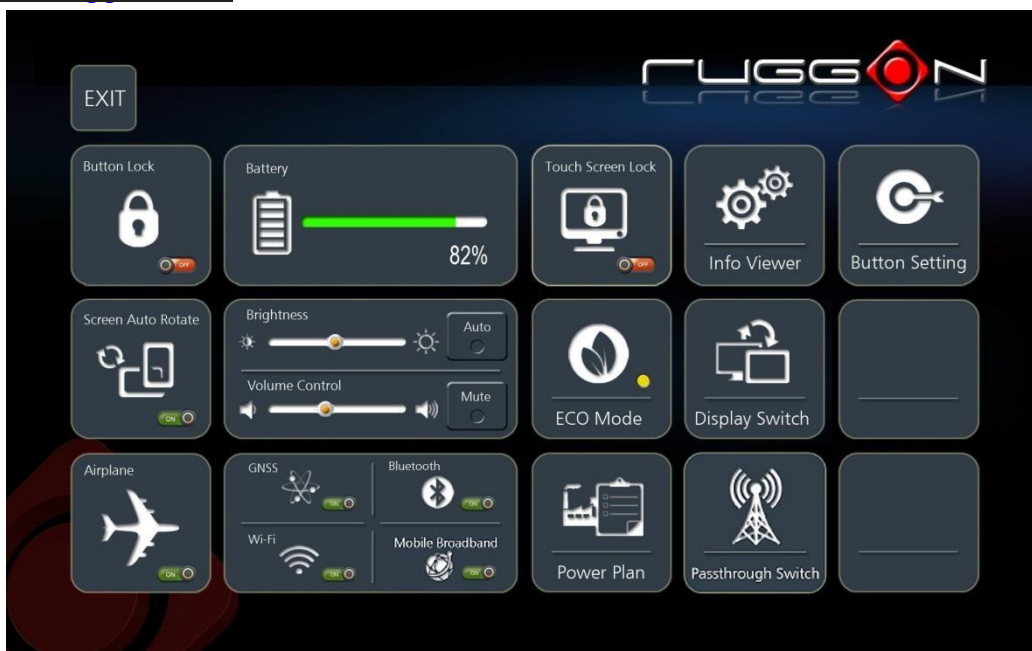 RUGGON
EXIT
Button Lock
OFF
Battery
82%
Touch Screen Lock
OFF
Info Viewer
Button Setting
Screen Auto Rotate
ON
Brightness
Auto
Volume Control
Mute
ECO Mode
Display Switch
Airplane
ON
GNSS
ON
Bluetooth
ON
Wi-Fi
ON
Mobile Broadband
ON
Power Plan
Passthrough Switch